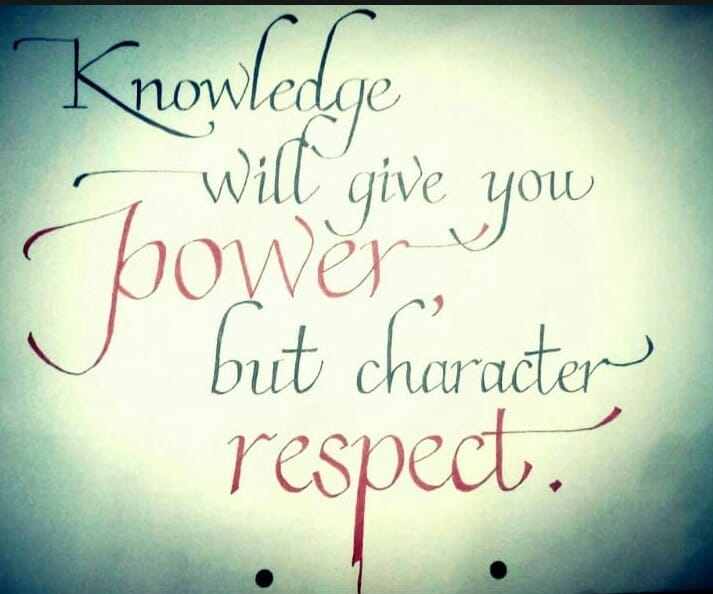 Knowledge
will give you
power,
but character
respect.